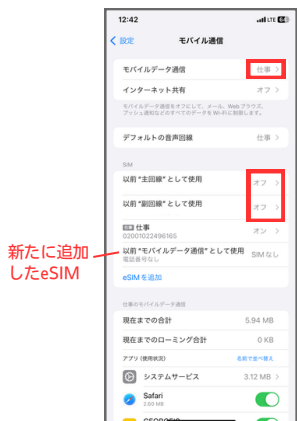 12:42
LTE 60
設定
モバイル通信
モバイルデータ通信 仕事
インターネット共有 オフ
モバイルデータ通信をオフにして、メール、Webブラウズ、
プッシュ通知などのすべてのデータをWi-Fiに制限します。
デフォルトの音声回線 仕事
SIM
以前“主回線”として使用 オフ
以前“副回線”として使用 オフ
仕事 仕事 オン
02001022496165
以前“モバイルデータ通信”として使用 SIMなし
電話番号なし
新たに追加
したeSIM
eSIMを追加
仕事のモバイルデータ通信
現在までの合計 5.94 MB
現在までのローミング合計 0 KB
アプリ (使用状況) 名前で並べ替え
システムサービス 3.12 MB
Safari